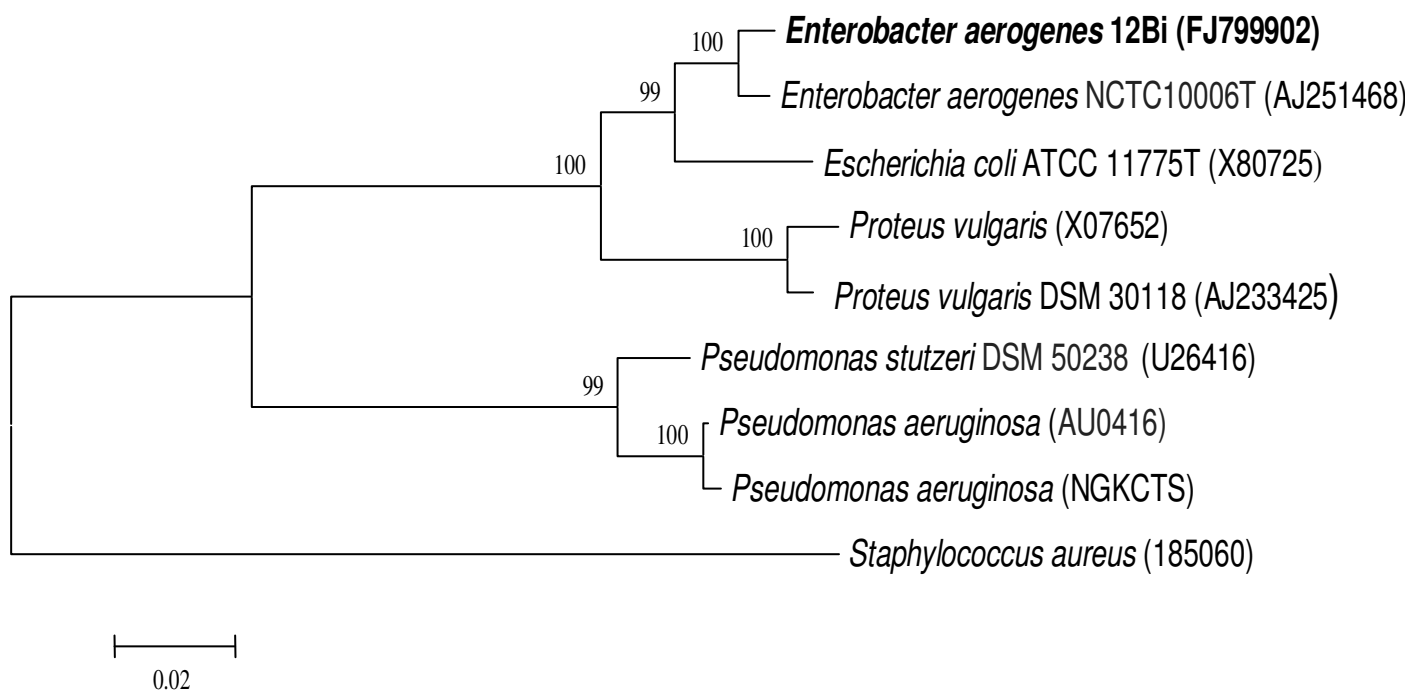 100
Enterobacter aerogenes 12Bi (FJ799902)
99
Enterobacter aerogenes NCTC10006T (AJ251468)
100
Escherichia coli ATCC 11775T (X80725)
100
Proteus vulgaris (X07652)
Proteus vulgaris DSM 30118 (AJ233425)
99
Pseudomonas stutzeri DSM 50238 (U26416)
100
Pseudomonas aeruginosa (AU0416)
Pseudomonas aeruginosa (NGKCTS)
Staphylococcus aureus (185060)
0.02